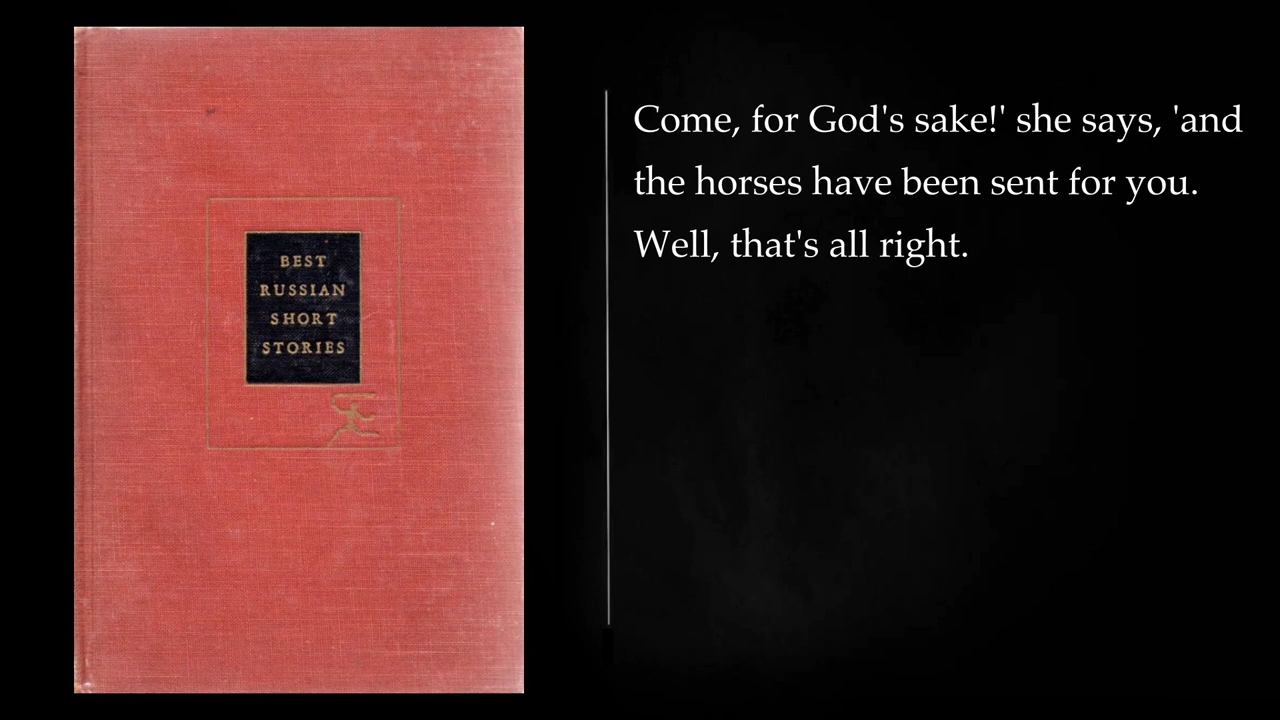 BEST
RUSSIAN
SHORT
STORIES
Come, for God's sake!' she says, 'and
the horses have been sent for you.
Well, that's all right.